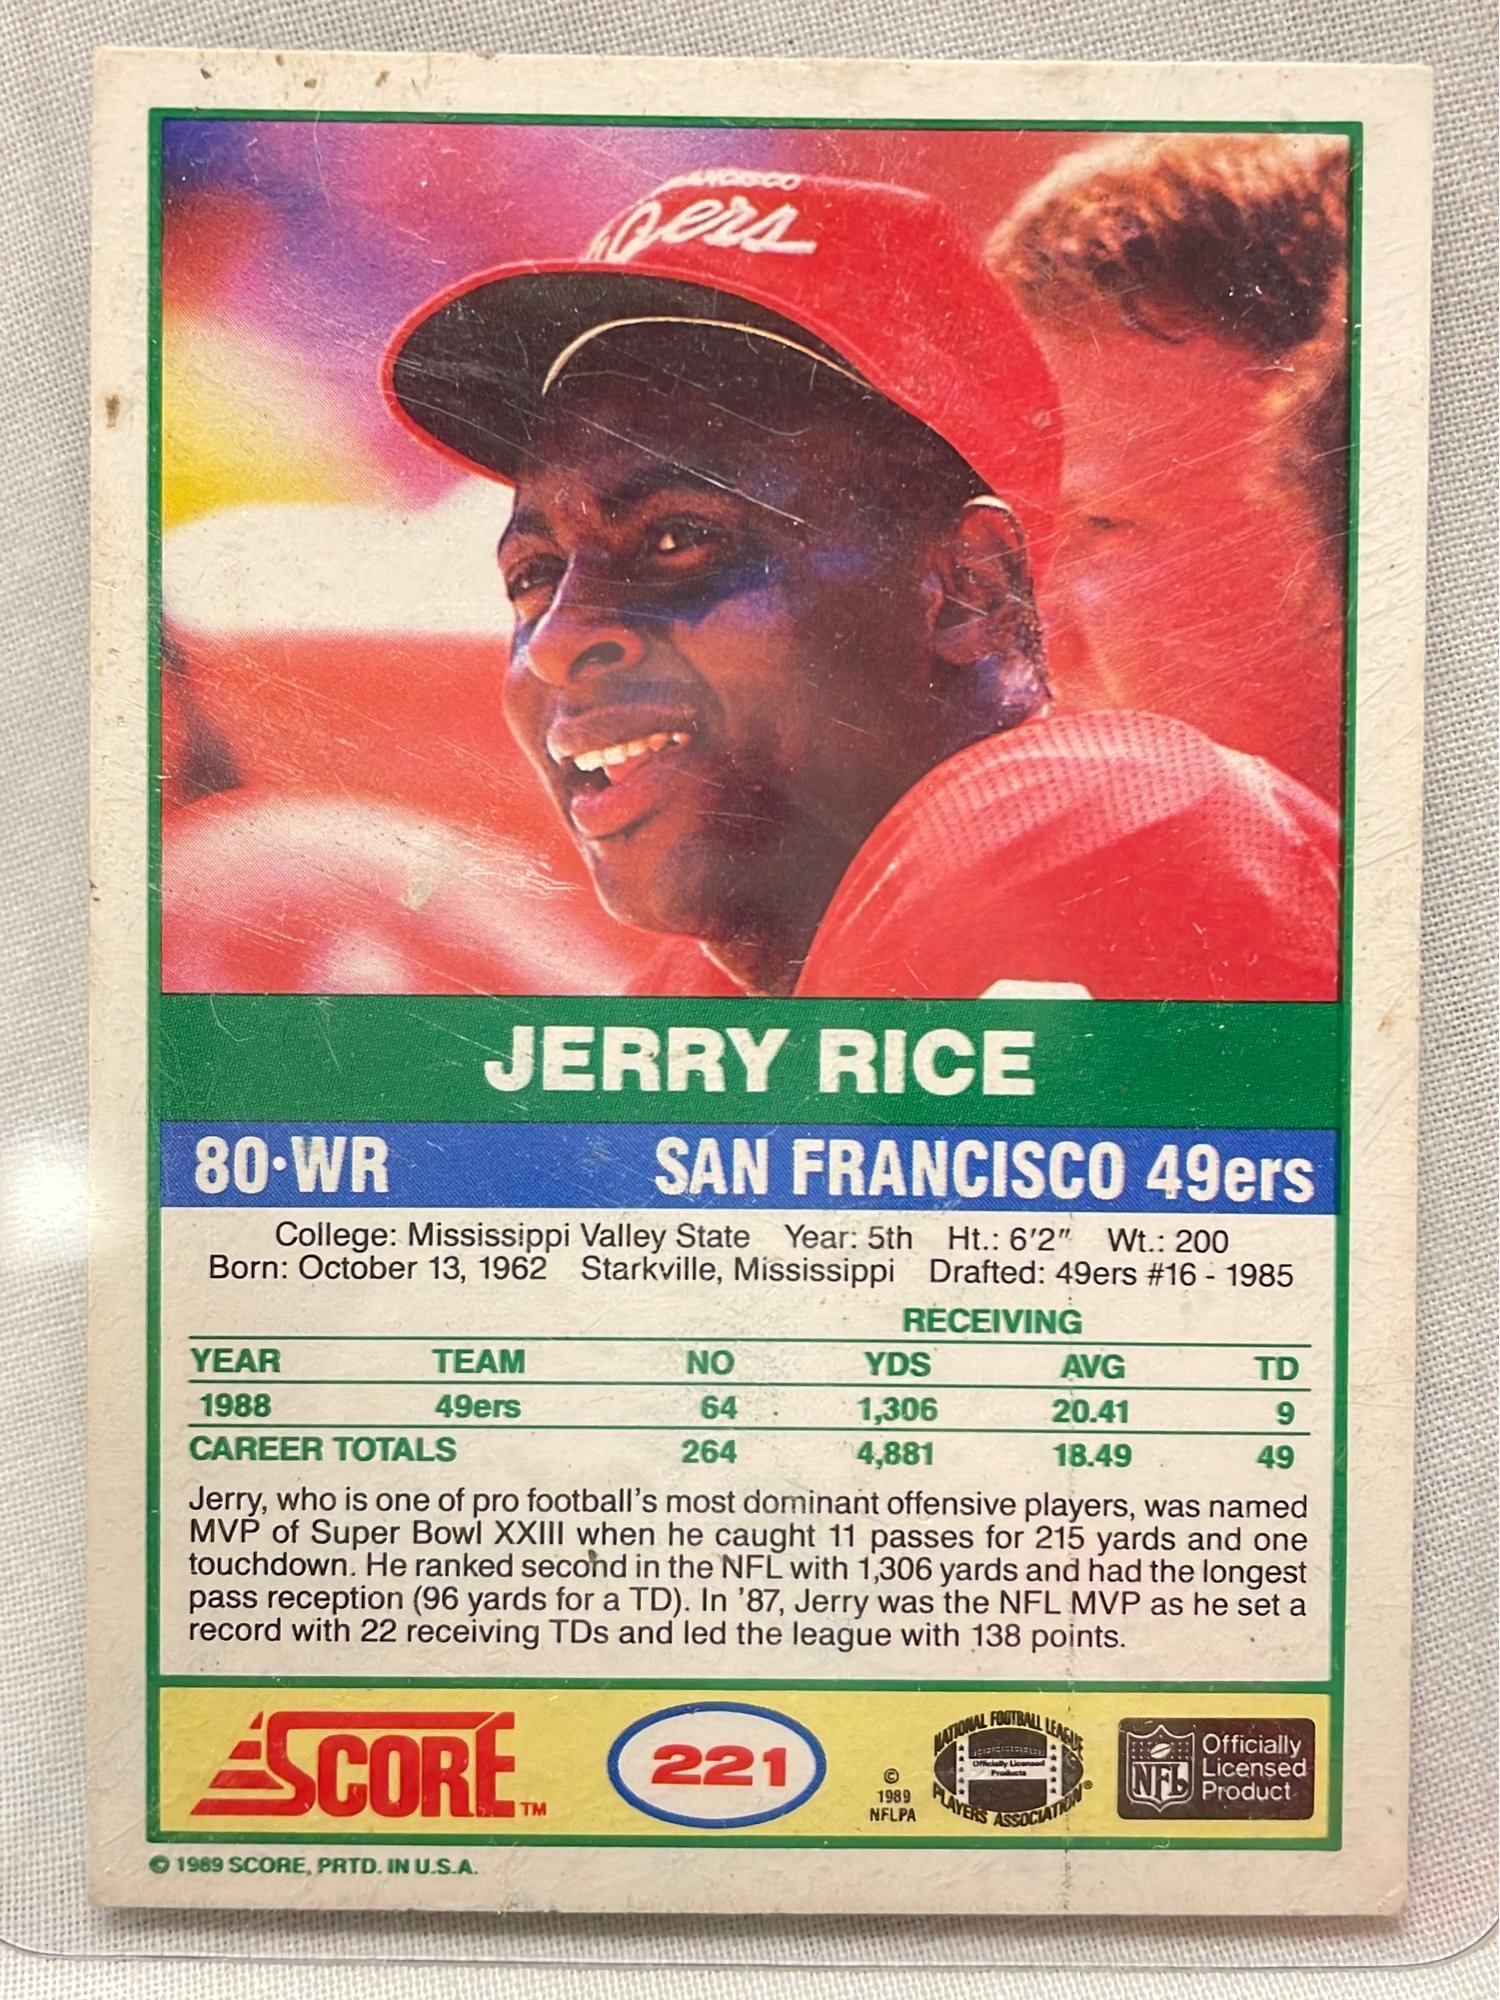 ANCISCO
9ers
JERRY RICE
80·WR SAN FRANCISCO 49ers
College: Mississippi Valley State Year: 5th Ht.: 6'2" Wt.: 200
Born: October 13, 1962 Starkville, Mississippi Drafted: 49ers #16 - 1985
RECEIVING
YEAR TEAM NO YDS AVG TD
1988 49ers 64 1,306 20.41 9
CAREER TOTALS 264 4,881 18.49 49
Jerry, who is one of pro football's most dominant offensive players, was named
MVP of Super Bowl XXIII when he caught 11 passes for 215 yards and one
touchdown. He ranked second in the NFL with 1,306 yards and had the longest
pass reception (96 yards for a TD). In '87, Jerry was the NFL MVP as he set a
record with 22 receiving TDs and led the league with 138 points.
SCORE TM
221
©
1989
NFLPA
NATIONAL FOOTBALL LEAGUE
Officially Licensed
Products
PLAYERS ASSOCIATION®
NFL
Officially
Licensed
Product
© 1989 SCORE, PRTD. IN U.S.A.